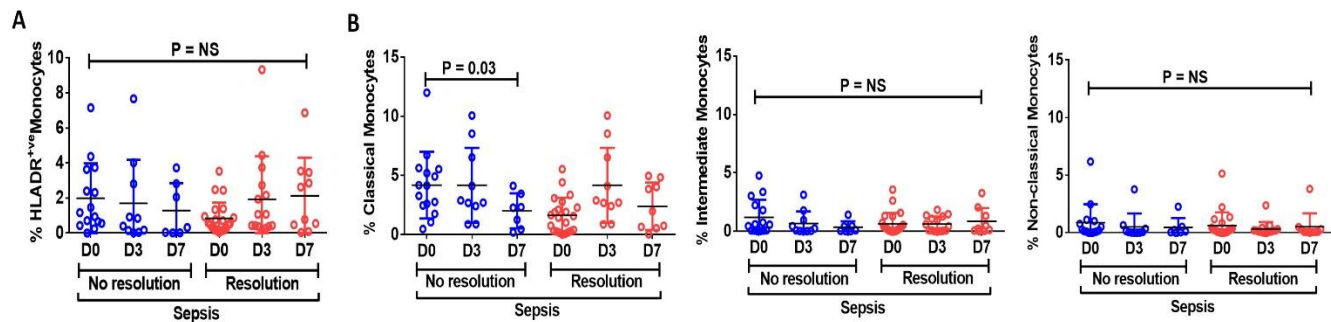 A
% HLADR+veMonocytes
10
8
6
4
2
0
P = NS
D0 D3 D7 D0 D3 D7
No resolution Resolution
Sepsis
B
% Classical Monocytes
15
10
5
0
P = 0.03
D0 D3 D7 D0 D3 D7
No resolution Resolution
Sepsis
% Intermediate Monocytes
15
10
5
0
P = NS
D0 D3 D7 D0 D3 D7
No resolution Resolution
Sepsis
% Non-classical Monocytes
15
10
5
0
P = NS
D0 D3 D7 D0 D3 D7
No resolution Resolution
Sepsis